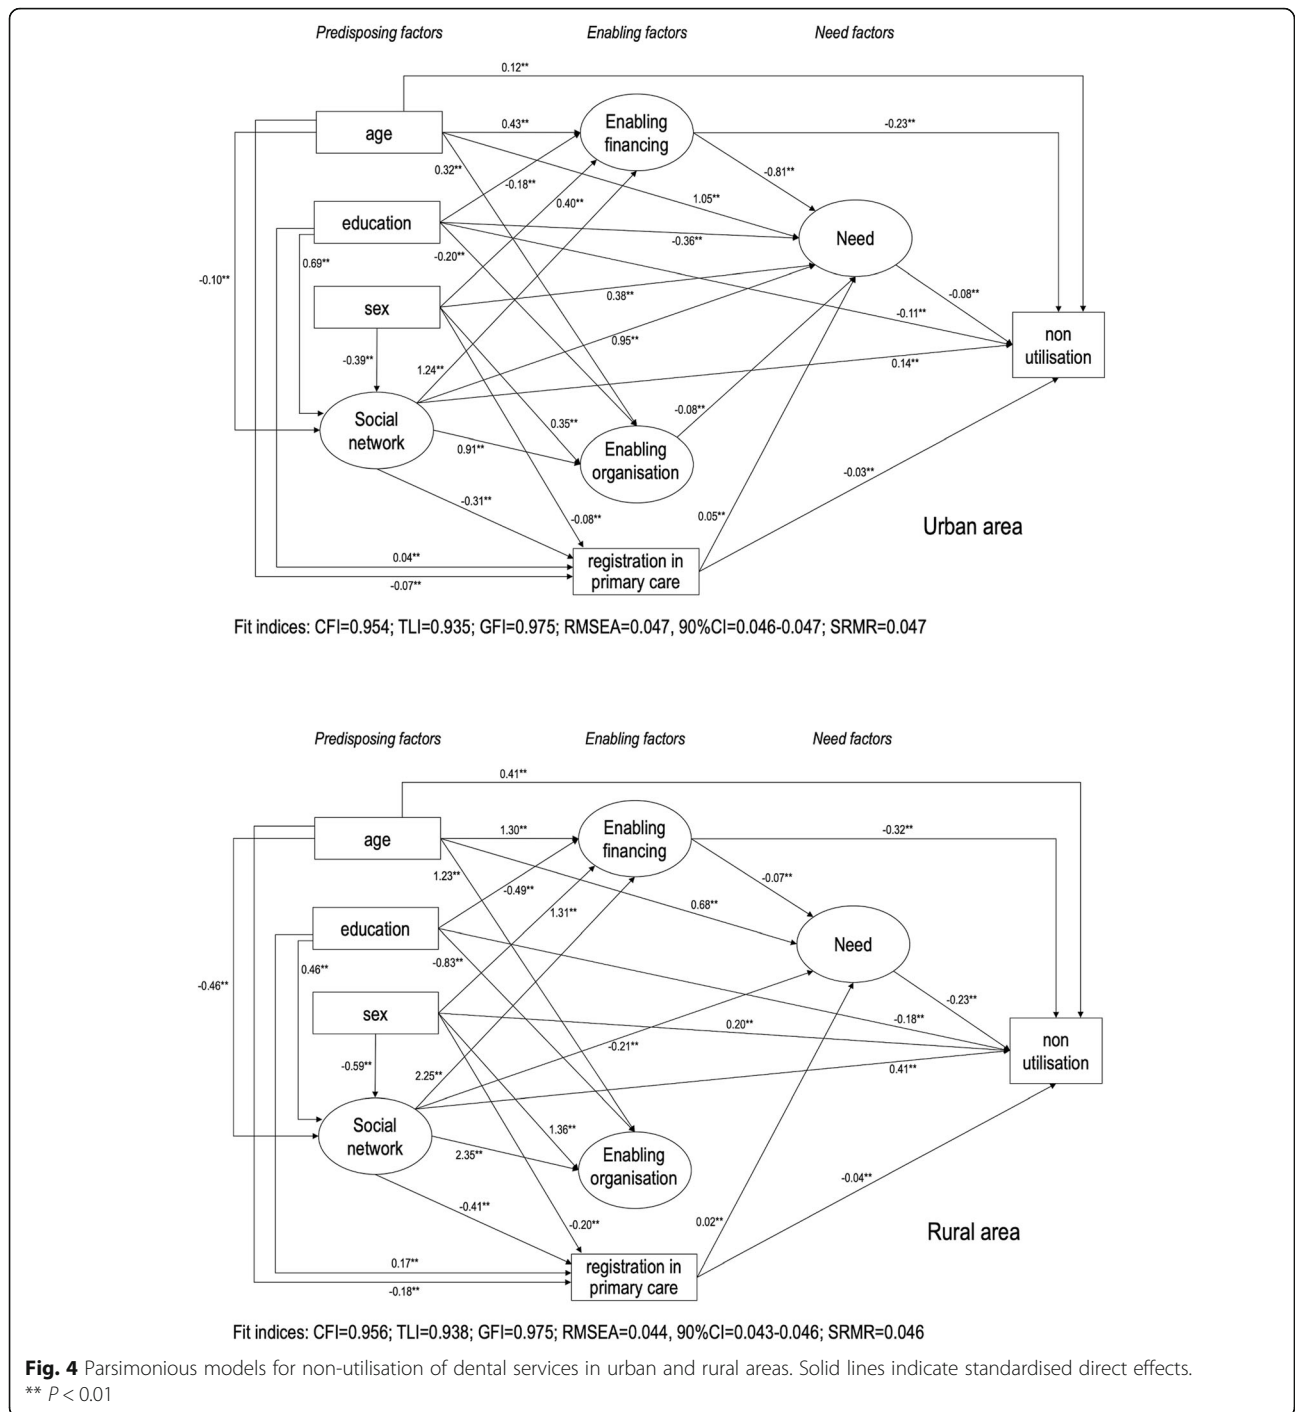 Predisposing factors Enabling factors Need factors
0.12**
age
0.43**
Enabling
financing
-0.23**
0.32**
-0.18**
-0.81**
0.40**
1.05**
education
-0.36**
Need
-0.20**
0.69**
-0.10**
sex
0.38**
-0.08**
-0.11**
non
utilisation
0.95**
-0.39**
1.24**
0.14**
Social
network
-0.08**
0.35**
0.91**
Enabling
organisation
-0.03**
-0.31**
-0.08**
0.05**
Urban area
0.04**
registration in
primary care
-0.07**
Fit indices: CFI=0.954; TLI=0.935; GFI=0.975; RMSEA=0.047, 90%CI=0.046-0.047; SRMR=0.047
Predisposing factors Enabling factors Need factors
0.41**
age
1.30**
Enabling
financing
-0.32**
1.23**
-0.49**
-0.07**
1.31**
0.68**
education
Need
-0.83**
0.46**
-0.46**
sex
-0.23**
-0.18**
0.20**
non
utilisation
-0.21**
-0.59**
2.25**
0.41**
Social
network
1.36**
2.35**
Enabling
organisation
-0.04**
-0.41**
-0.20**
0.02**
Rural area
0.17**
registration in
primary care
-0.18**
Fit indices: CFI=0.956; TLI=0.938; GFI=0.975; RMSEA=0.044, 90%CI=0.043-0.046; SRMR=0.046
Fig. 4 Parsimonious models for non-utilisation of dental services in urban and rural areas. Solid lines indicate standardised direct effects.
** P < 0.01